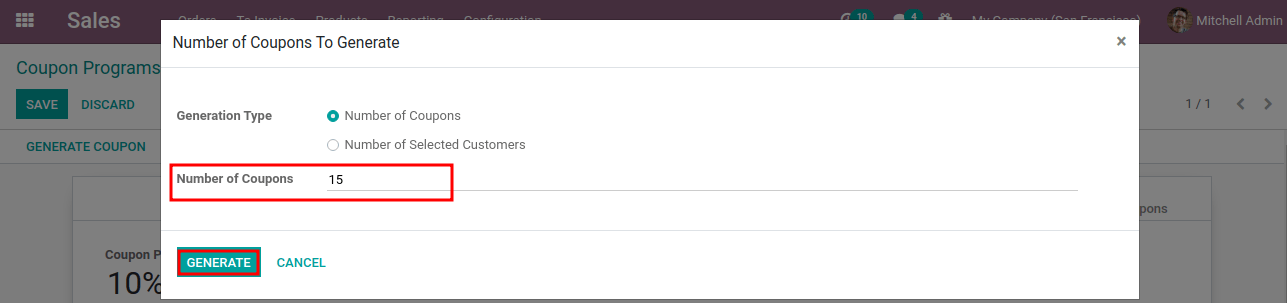 Sales Orders To Invoice Products Reporting Configuration 10 4 My Company (San Francisco) Mitchell Admin
Number of Coupons To Generate ×
Coupon Programs
SAVE DISCARD
1 / 1
Generation Type Number of Coupons
Number of Selected Customers
GENERATE COUPON
Number of Coupons 15
pons
Coupon P
10%
GENERATE CANCEL